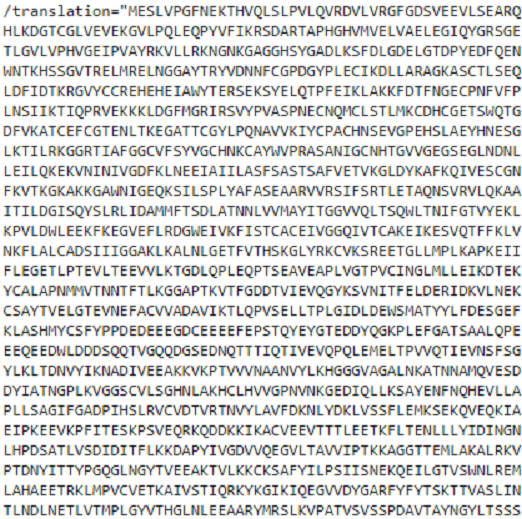 /translation="MESLVPGFNEKTHVQLSLPVLQVRDVLVRGFGDSVEEVLSEARQ
HLKDGTCGLVEVEKGVLPQLEQPYVFIKRSDARTAPHGHVMVELVAELEGIQYGRSGE
TLGVLVPHVGEIPVAYRKVLLRKNGNKGAGGHSYGADLKSFDLGDELGTDPYEDFQEN
WNTKHSSGVTRELMRELNGGAYTRYVDNNFCGPDGYPLECIKDLLARAGKASCTLSEQ
LDFIDTKRGVYCCREHEHEIAWYTERSEKSYELQTPFEIKLAKKFDTFNGECPNFVFP
LNSIIKTIQPRVEKKKLDGFMGRIRSVYPVASPNECNQMCLSTLMKCDHCGETSWQTG
DFVKATCEFCGTENLTKEGATTCGYLPQNAVVKIYCPACHNSEVGPEHSLAEYHNESG
LKTILRKGGRTIAFGGCVFSYVGCHNKCAYWVPRASANIGCNHTGVVGEGSEGLNDNL
LEILQKEKVNINIVGDFKLNEEIAIILASFSASTSAFVETVKGLDYKAFKQIVESCGN
FKVTKGKAKKGAWNIGEQKSILSPLYAFASEAARVVRSIFSRTLETAQNSVRVLQKAA
ITILDGISQYSLRLIDAMMFTSDLATNNLVVMAYITGGVVQLTSQWLTNIFGTVYEKL
KPVLDWLEEKFKEGVEFLRDGWEIVKFISTCACEIVGGQIVTCAKEIKESVQTFFKLV
NKFLALCADSIIIGGAKLKALNLGETFVTHSKGLYRKCVKSREETGLLMPLKAPKEII
FLEGETLPTEVLTEEVVLKTGDLQPLEQPTSEAVEAPLVGTPVCINGLMLLEIKDTEK
YCALAPNMMVTNNTFTLKGGAPTKVTFGDDTVIEVQGYKSVNITFELDERIDKVLNEK
CSAYTVELGTEVNEFACVVADAVIKTLQPVSELLTPLGIDLDEWSMATYYLFDESGEF
KLASHMYCSFYPPDEDEEEGDCEEEEFEPSTQYEYGTEDDYQGKPLEFGATSAALQPE
EEQEEDWLDDDSQQTVGQQDGSEDNQTTTIQTIVEVQPQLEMELTPVVQTIEVNSFSG
YLKLTDNVYIKNADIVEEAKKVKPTVVVNAANVYLKHGGGVAGALNKATNNAMQVESD
DYIATNGPLKVGGSCVLSGHNLAKHCLHVVGPNVNKGEDIQLLKSAYENFNQHEVLLA
PLLSAGIFGADPIHSLRVCVDTVRTNVYLAVFDKNLYDKLVSSFLEMKSEKQVEQKIA
EIPKEEVKPFITESKPSVEQRKQDDKKIKACVEEVTTTLEETKFLTENLLLYIDINGN
LHPDSATLVSDIDITFLKKDAPYIVGDVVQEGVLTAVVIPTKKAGGTTEMLAKALRKV
PTDNYITTYPGQGLNGYTVEEAKTVLKKCKSAFYILPSIISNEKQEILGTVSWNLREM
LAHAEETRKLMPVCVETKAIVSTIQRKYKGIKIQEGVVDYGARFYFYTSKTTVASLIN
TLNDLNETLVTMPLGYVTHGLNLEEAARYMRSLKVPATVSVSSPDAVTAYNGYLTSSS